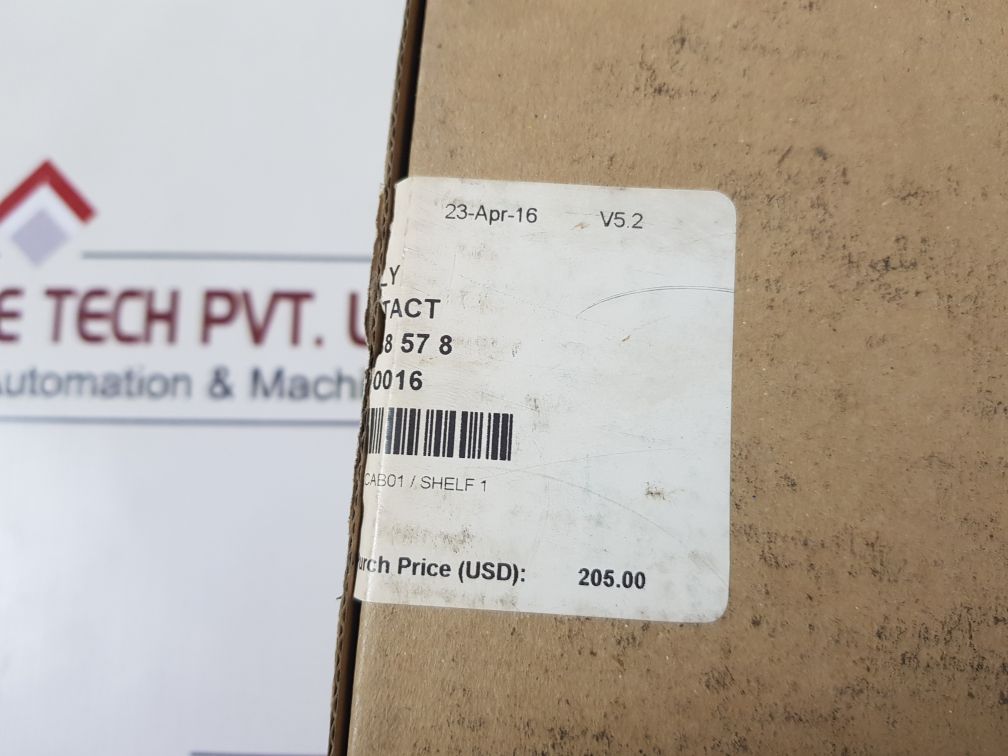 23-Apr-16 V5.2
LY
TACT
8 57 8
0016
CAB01 / SHELF 1
urch Price (USD): 205.00
E TECH PVT.
Automation & Machi